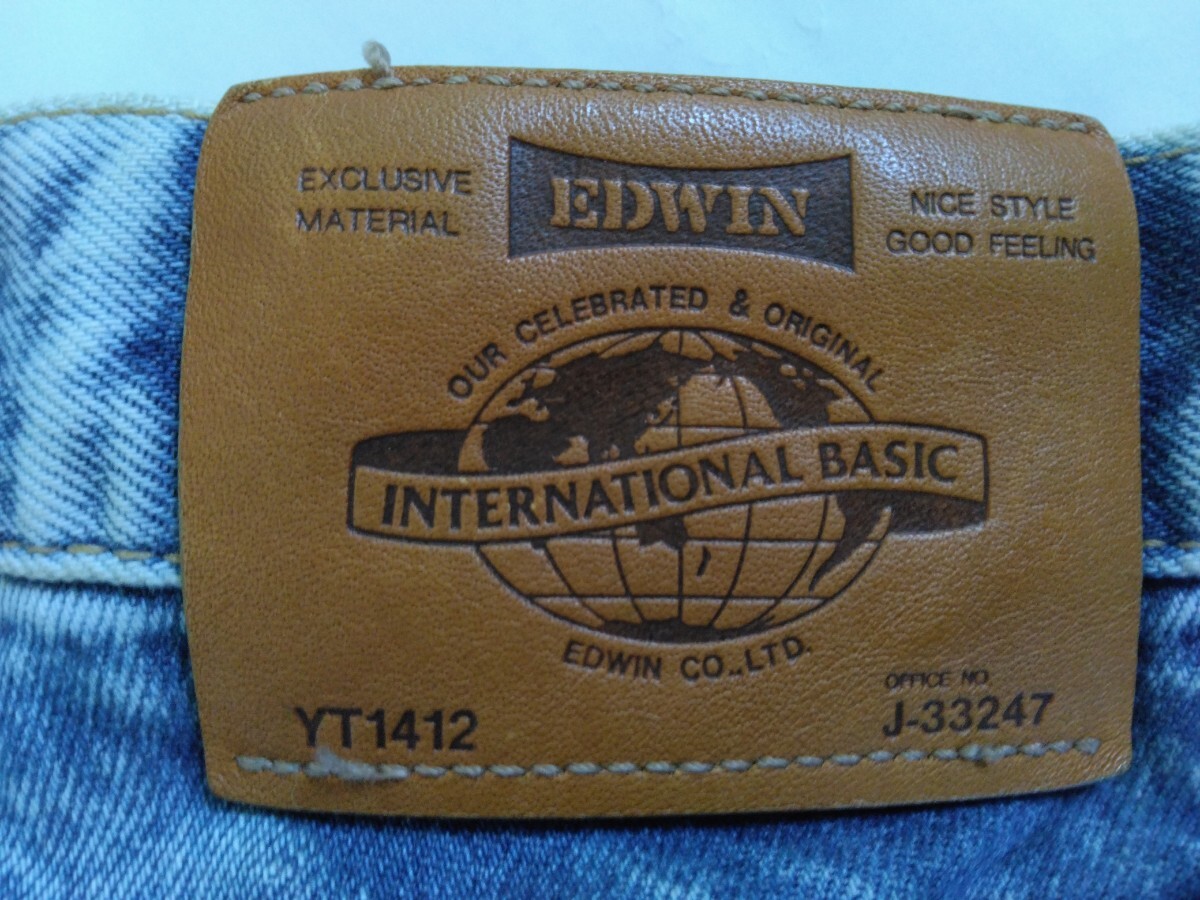 EXCLUSIVE
MATERIAL
EDWIN
NICE STYLE
GOOD FEELING
OUR CELEBRATED & ORIGINAL
INTERNATIONAL BASIC
EDWIN CO.,LTD.
YT1412
OFFICE NO.
J-33247